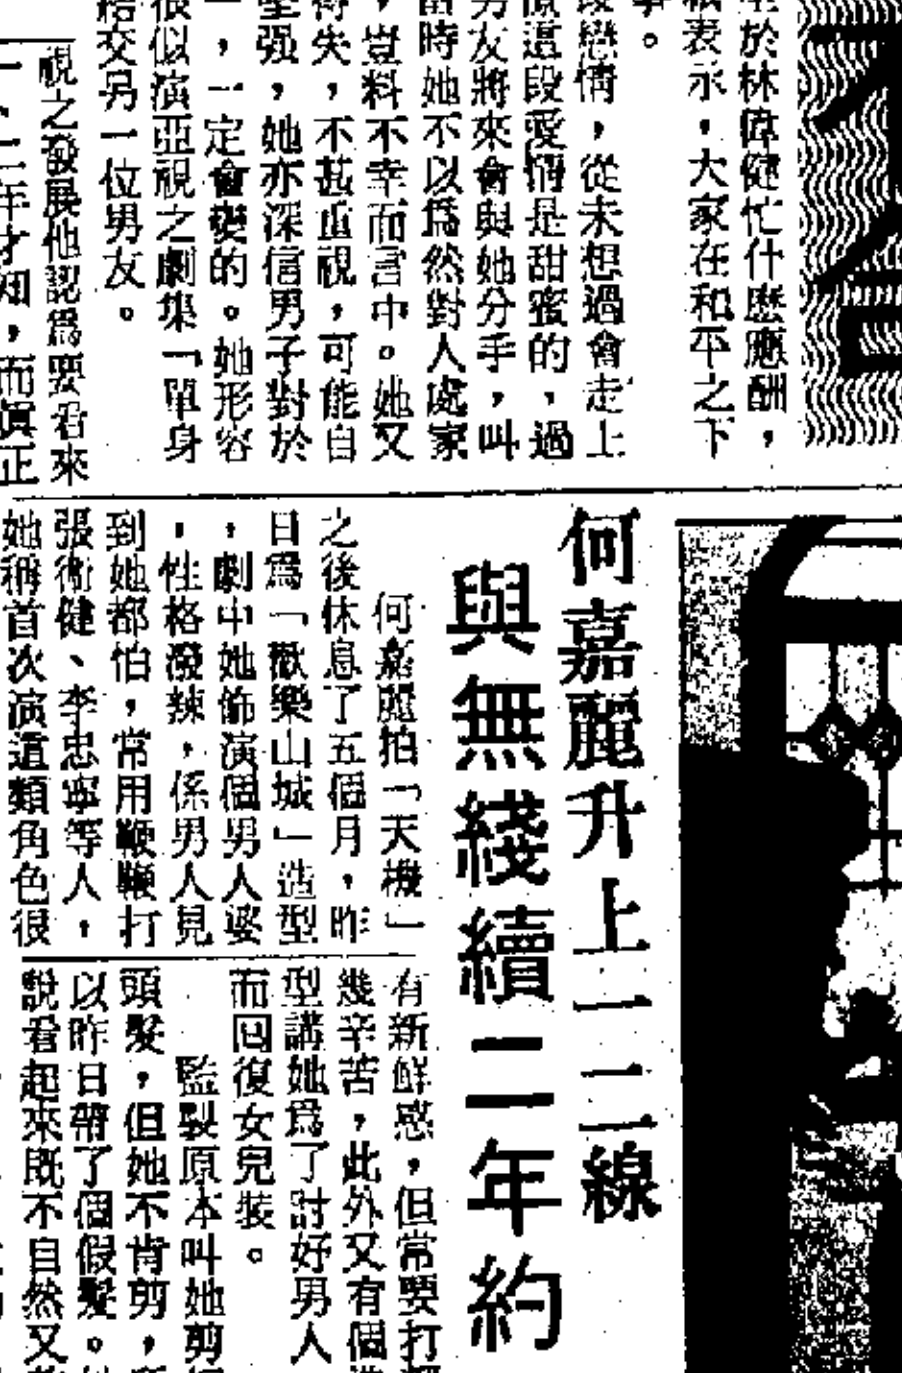 於林偉健忙什麽應酬，
表示，大家在和平之下
事。
段戀情，從未想過會走上
這段愛情是甜蜜的，過
男友將來會與她分手，叫
當時她不以爲然對人處家
，豈料不幸而言中。她又
得失，不甚重視，可能自
堅强，她亦深信男子對於
一，一定會變的。她形容
很似演亞視之劇集「單身
結交另一位男友。
視之發展他認爲要看來
一、二年才知，而眞正
何嘉麗升上一二線
與無綫續二年約
何嘉麗拍「天機」
之後休息了五個月，昨
日爲「歡樂山城」造型
，劇中她飾演個男人婆
，性格潑辣，係男人見
到她都怕，常用鞭鞭打
張衞健、李忠寧等人，
她稱首次演這類角色很
有新鮮感，但常要打
幾辛苦，此外又有個
型講她爲了討好男人
而囘復女兒裝。
監製原本叫她剪
頭髮，但她不肯剪，
以昨日帶了個假髮。
說看起來旣不自然又